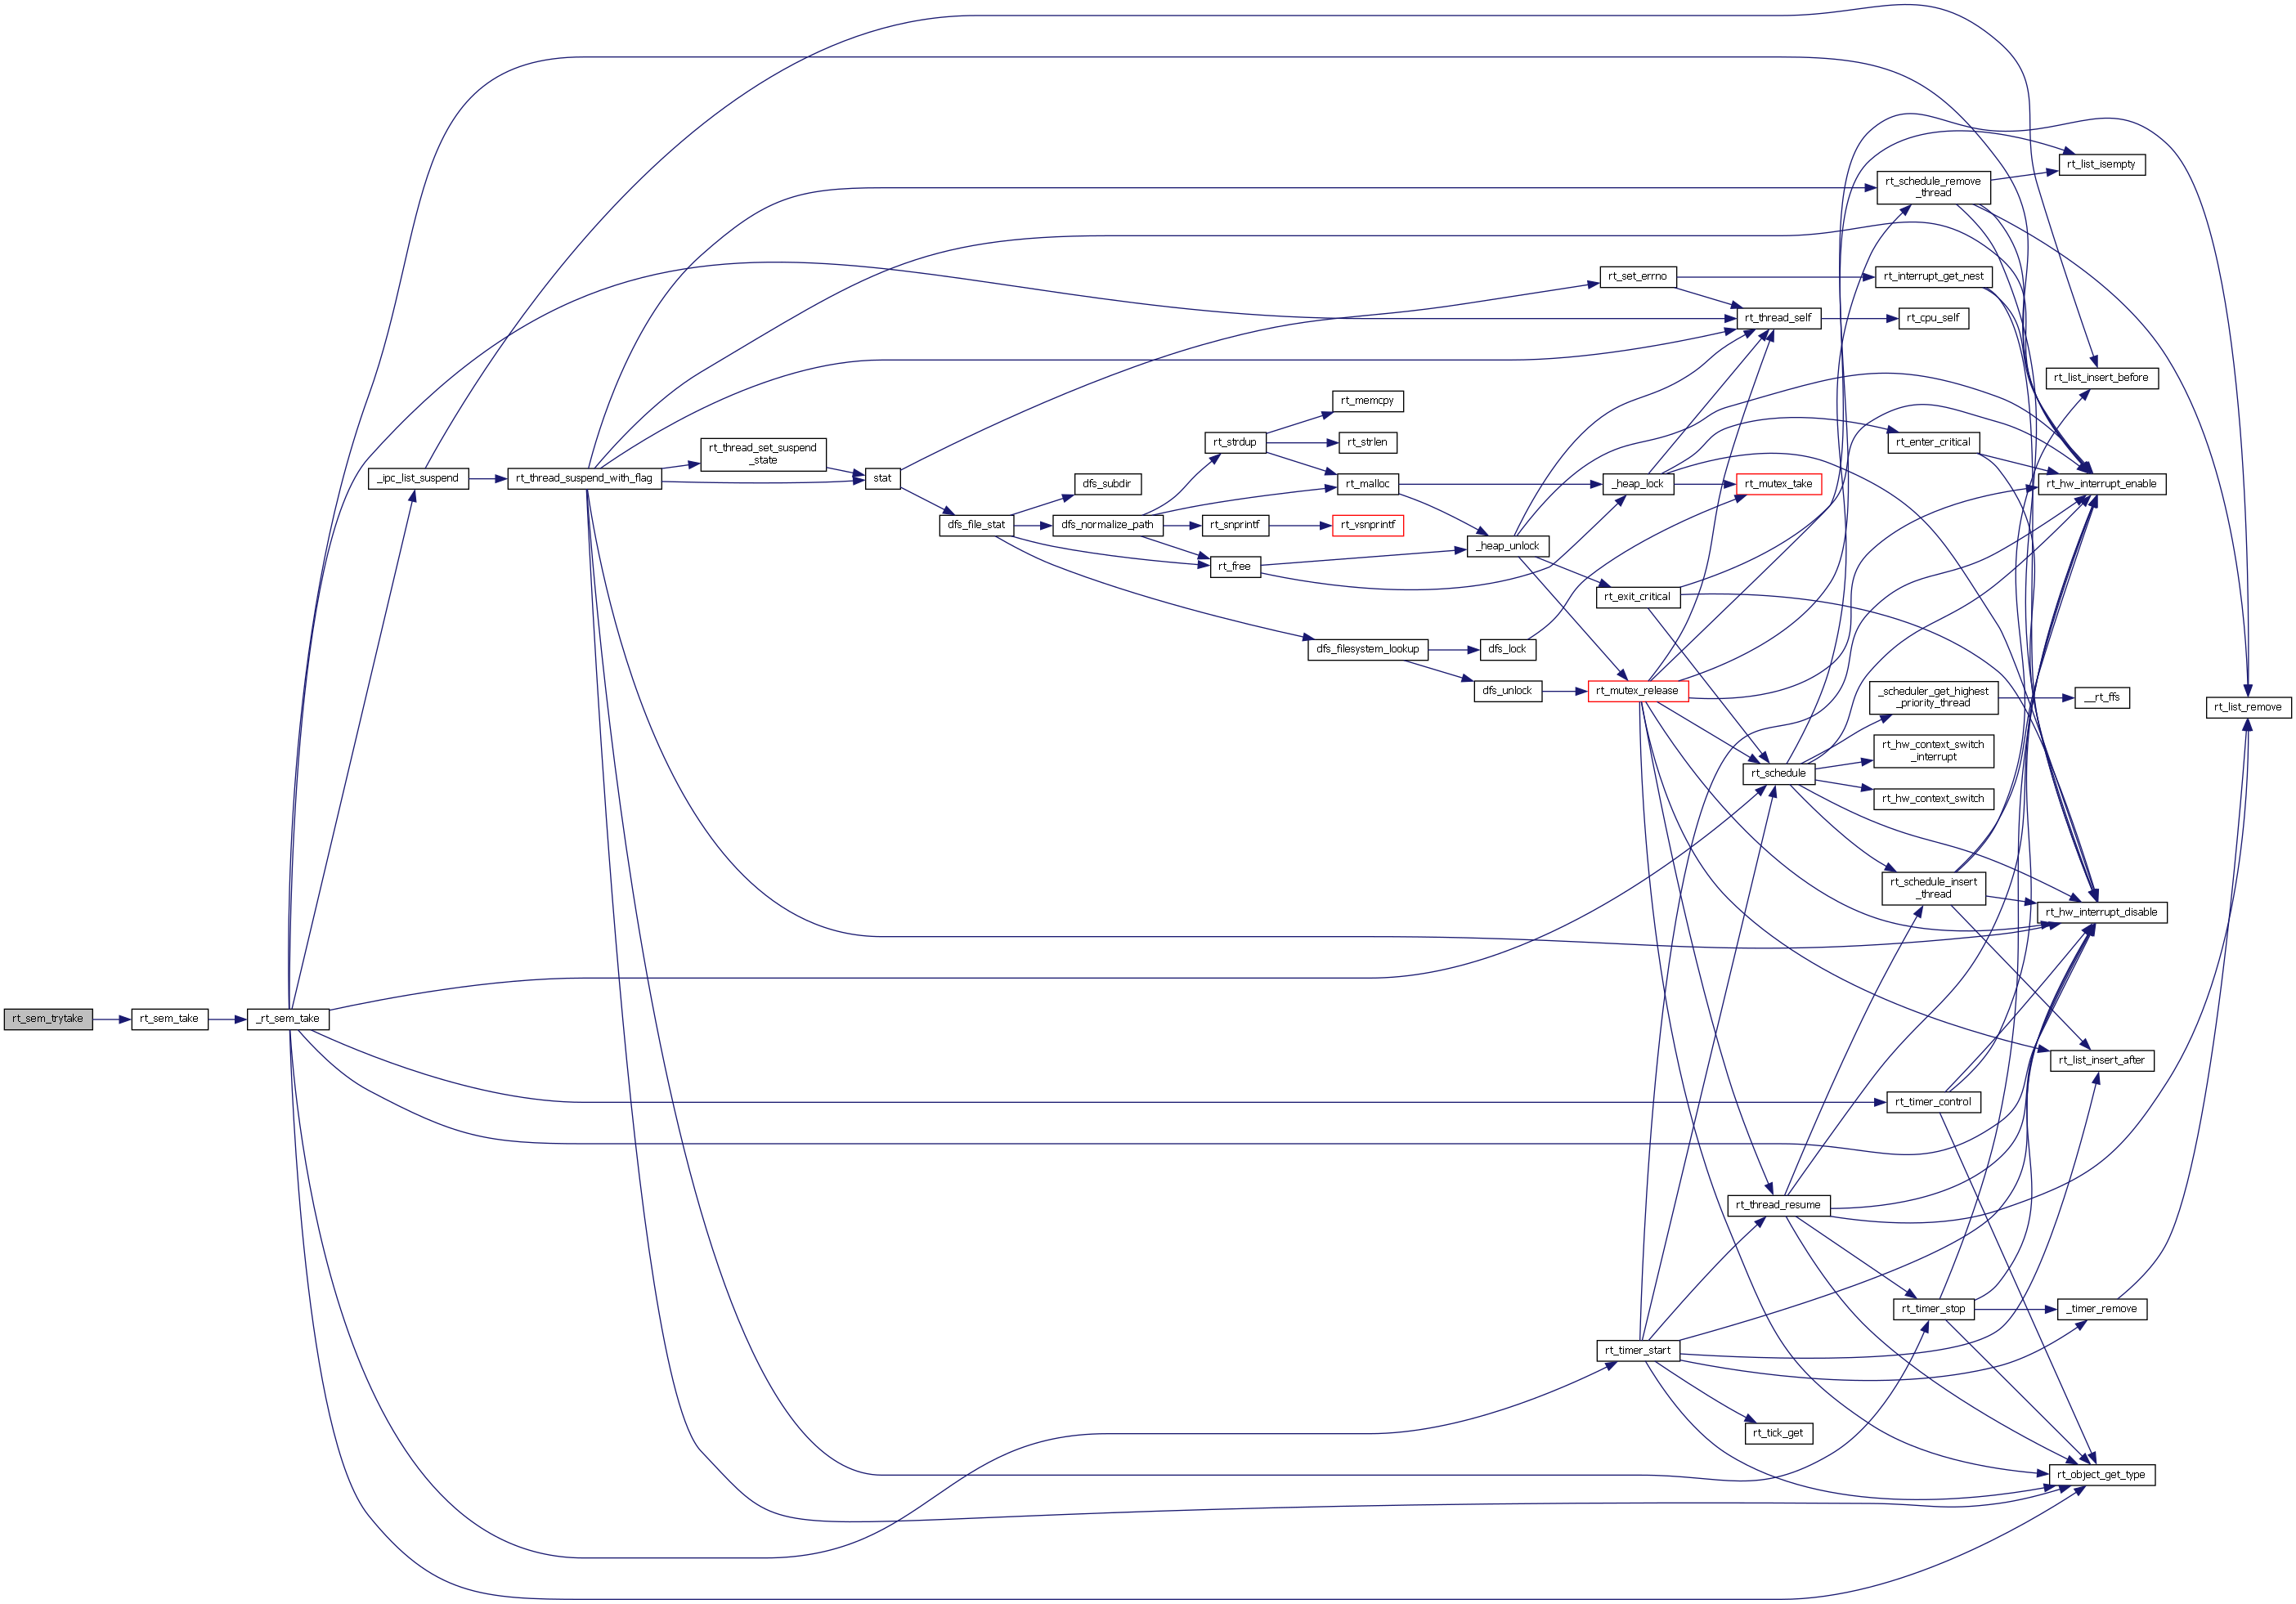 rt_sem_trytake
rt_sem_take
_rt_sem_take
_ipc_list_suspend
rt_thread_suspend_with_flag
rt_thread_set_suspend
_state
stat
dfs_file_stat
dfs_subdir
dfs_normalize_path
rt_strdup
rt_snprintf
rt_free
rt_memcpy
rt_strlen
rt_malloc
rt_vsnprintf
dfs_filesystem_lookup
_heap_unlock
dfs_lock
dfs_unlock
rt_set_errno
_heap_lock
rt_exit_critical
rt_mutex_release
rt_timer_start
rt_thread_self
rt_mutex_take
rt_schedule
rt_thread_resume
rt_tick_get
rt_schedule_remove
_thread
rt_interrupt_get_nest
rt_cpu_self
rt_enter_critical
_scheduler_get_highest
_priority_thread
rt_hw_context_switch
_interrupt
rt_hw_context_switch
rt_schedule_insert
_thread
rt_timer_control
rt_timer_stop
rt_list_isempty
rt_list_insert_before
rt_hw_interrupt_enable
__rt_ffs
rt_hw_interrupt_disable
rt_list_insert_after
_timer_remove
rt_object_get_type
rt_list_remove